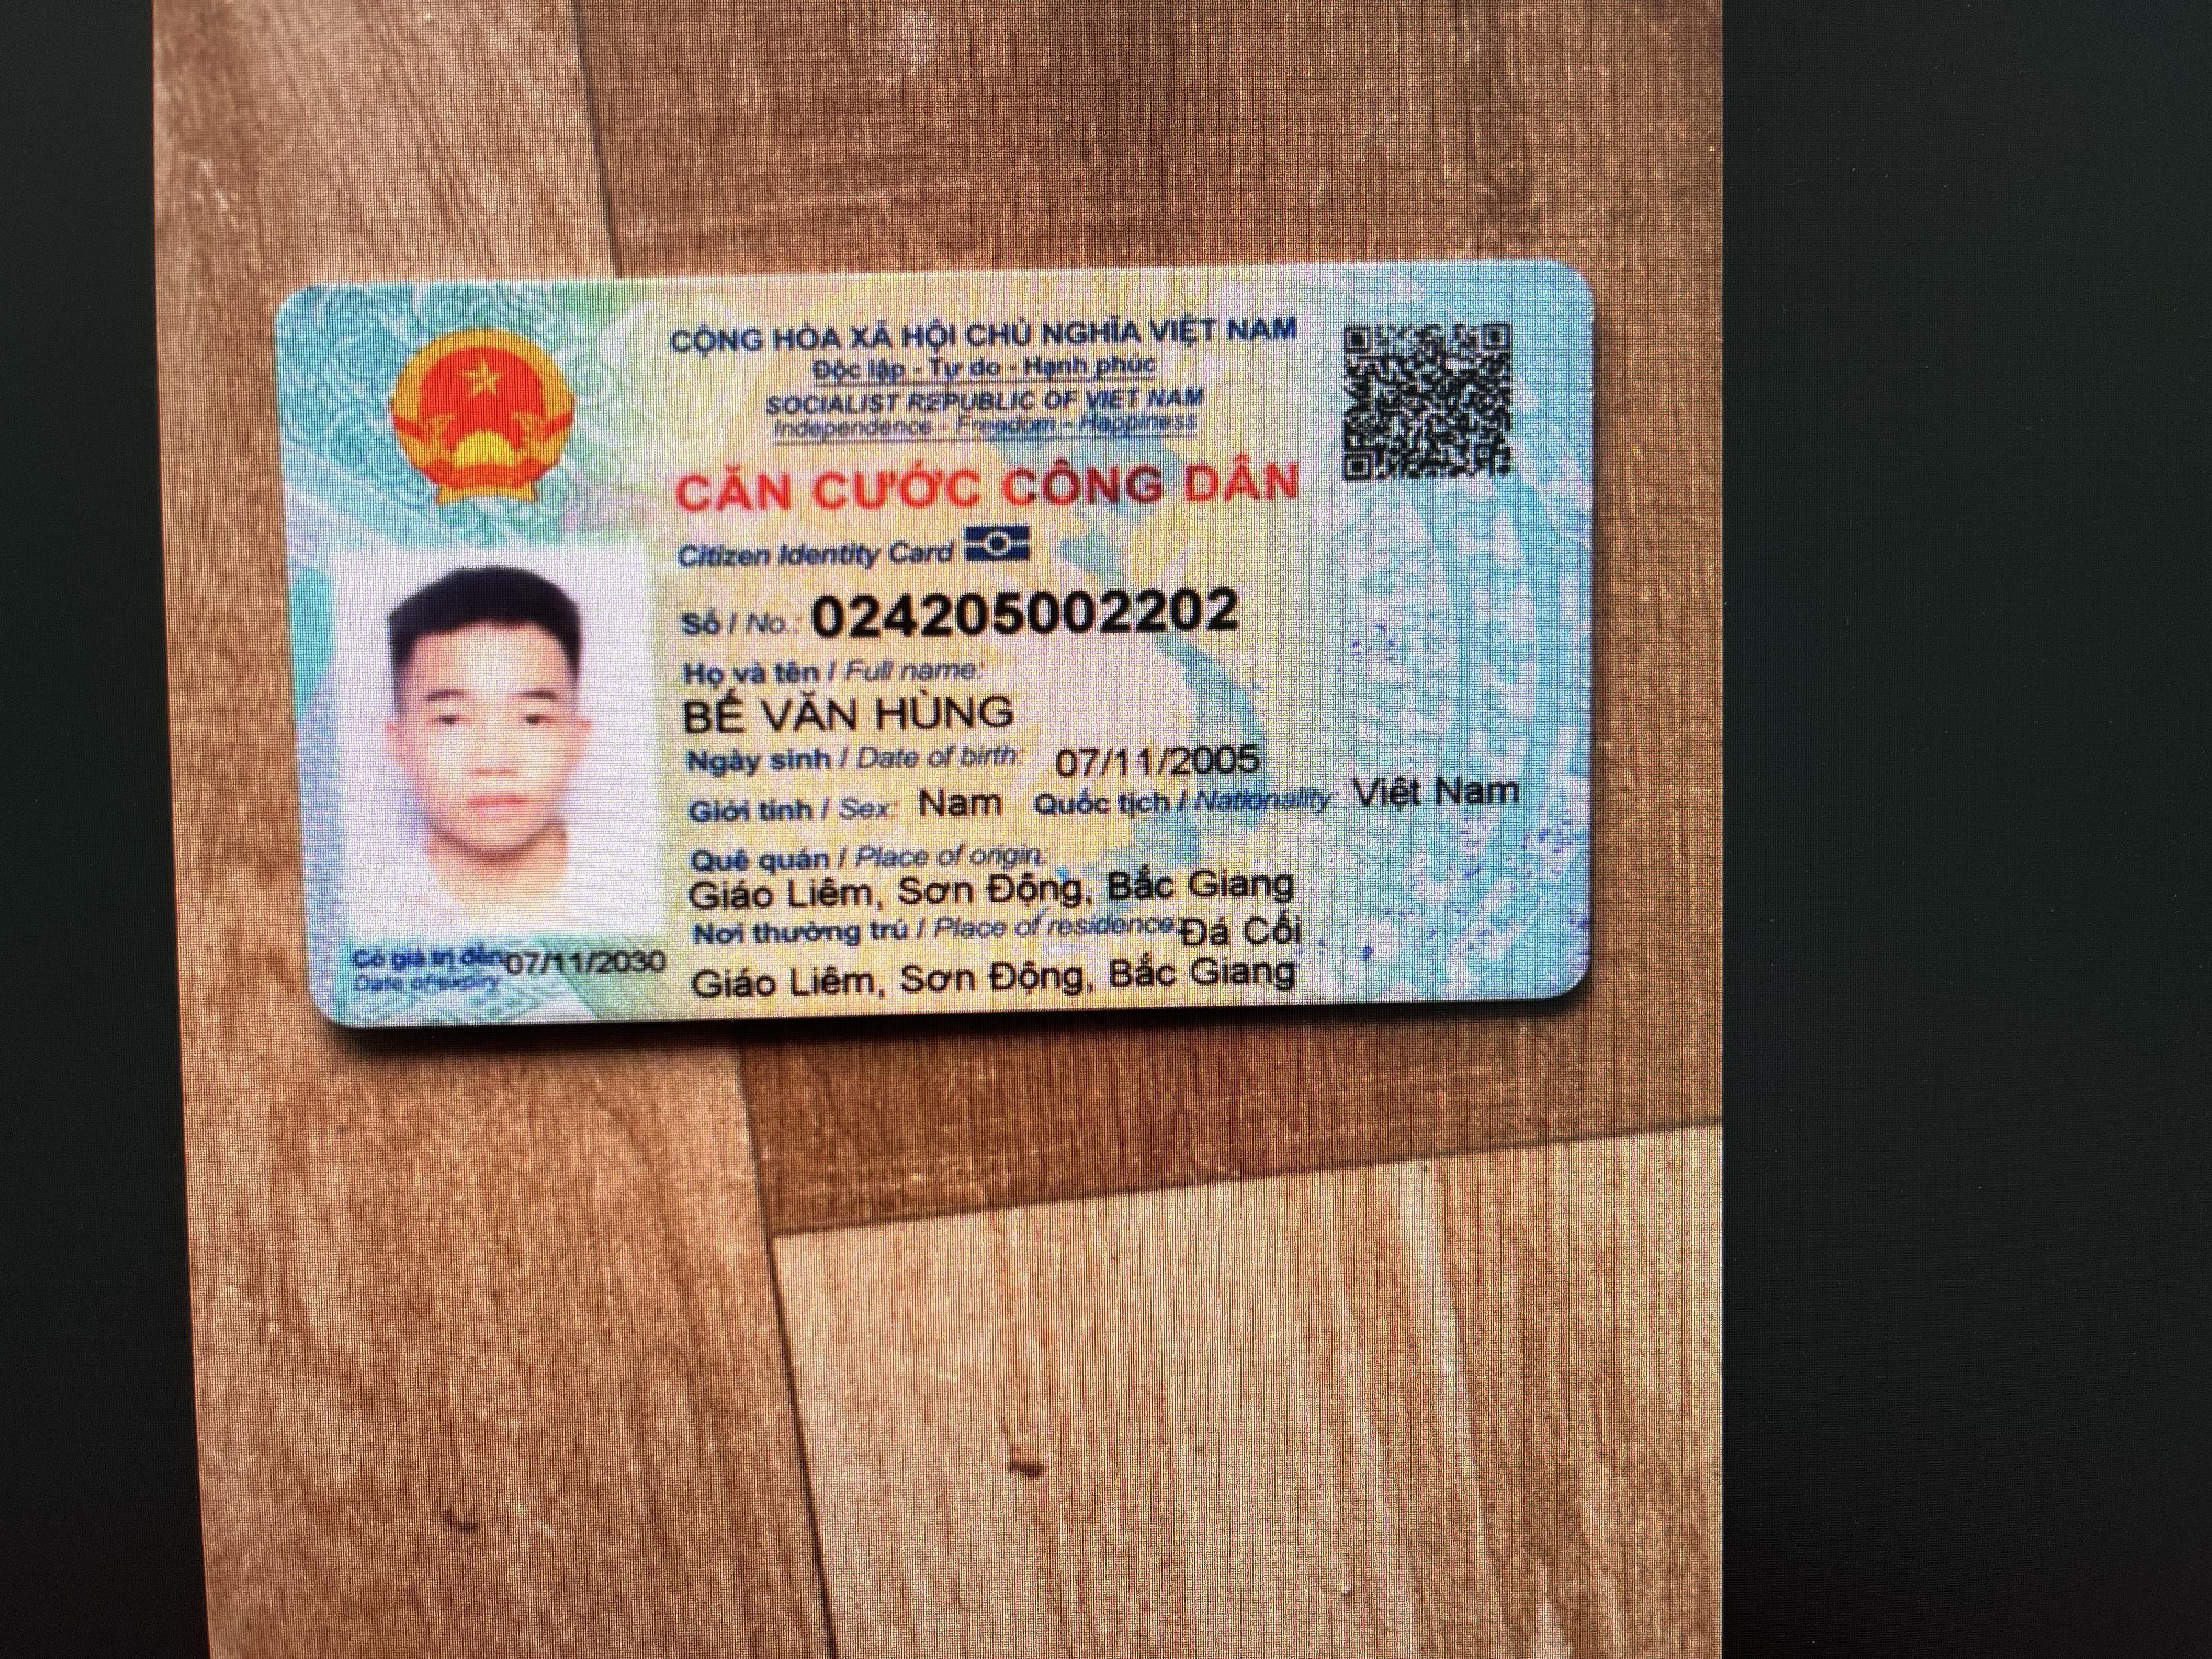 CỘNG HÒA XÃ HỘI CHỦ NGHĨA VIỆT NAM
Độc lập - Tự do - Hạnh phúc
SOCIALIST REPUBLIC OF VIET NAM
Independence - Freedom - Happiness
CĂN CƯỚC CÔNG DÂN
Citizen Identity Card
Số / No.: 024205002202
Họ và tên / Full name:
BẾ VĂN HÙNG
Ngày sinh / Date of birth: 07/11/2005
Giới tính / Sex: Nam Quốc tịch / Nationality: Việt Nam
Quê quán / Place of origin:
Giáo Liêm, Sơn Động, Bắc Giang
Nơi thường trú / Place of residence Đá Cối
Giáo Liêm, Sơn Động, Bắc Giang
Có giá trị đến 07/11/2030
Date of expiry